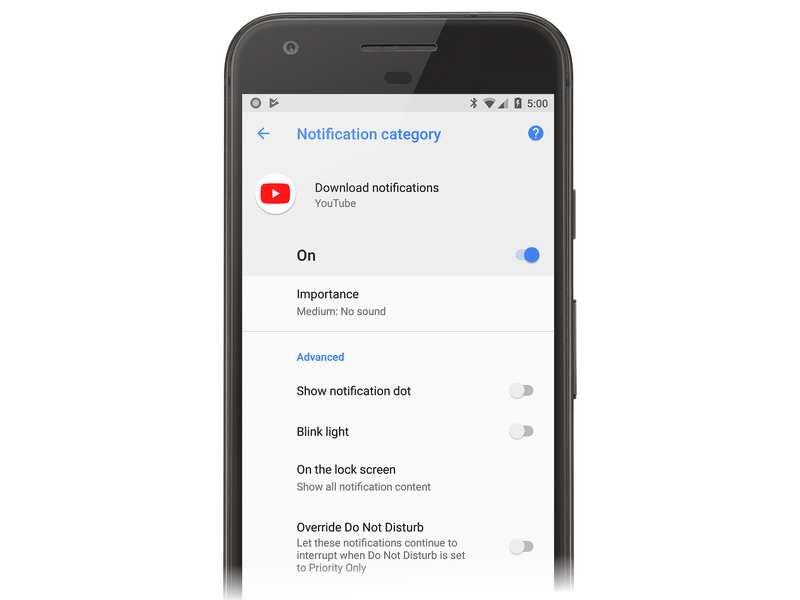 5:00
Notification category
?
Download notifications
YouTube
On
Importance
Medium: No sound
Advanced
Show notification dot
Blink light
On the lock screen
Show all notification content
Override Do Not Disturb
Let these notifications continue to
interrupt when Do Not Disturb is set
to Priority Only